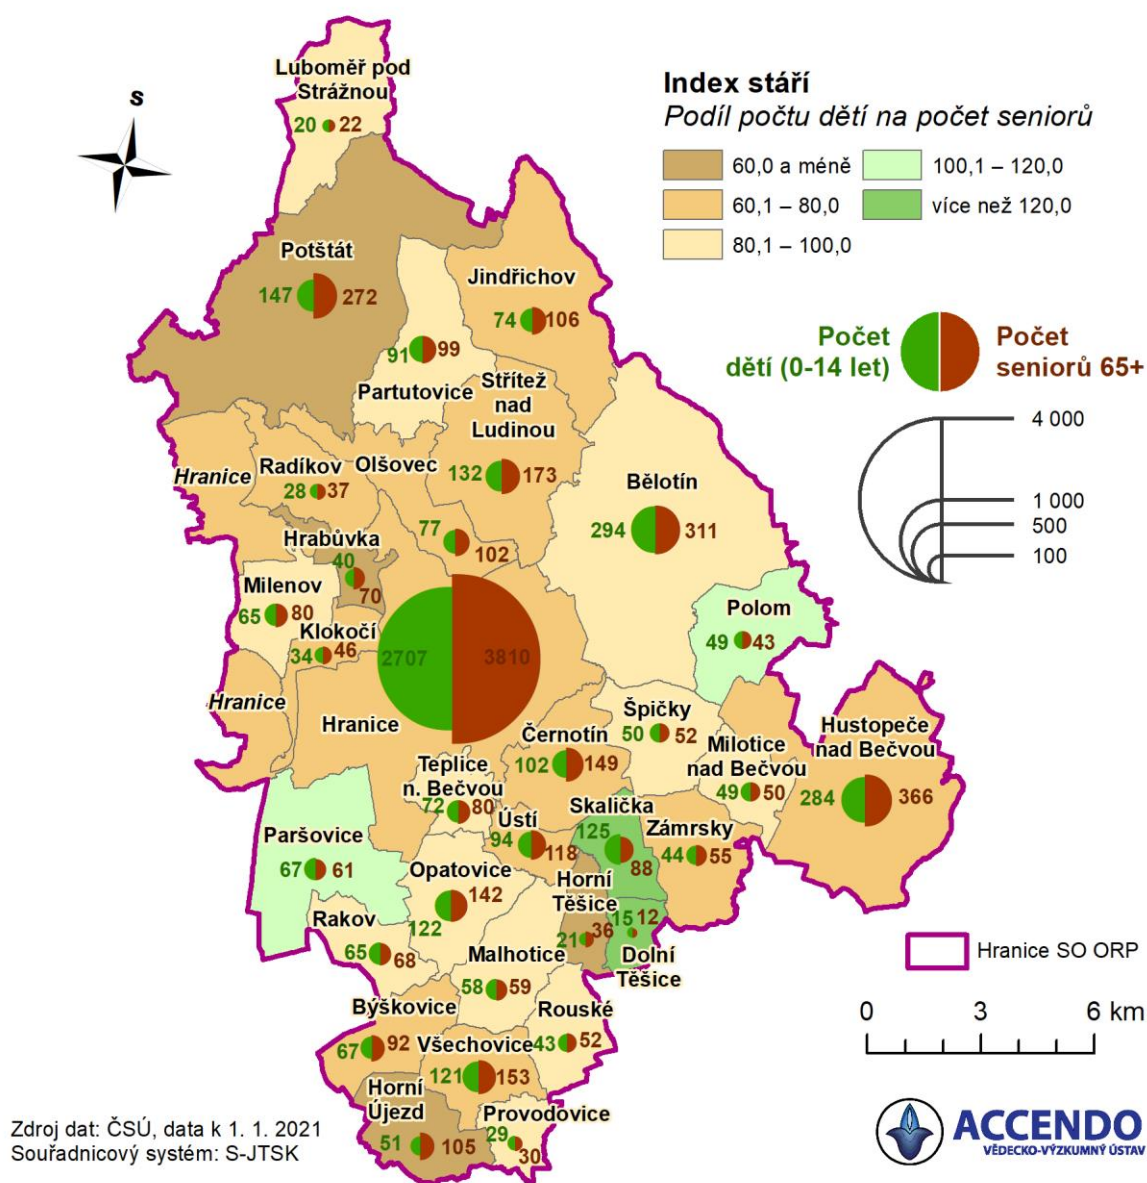 Luboměř pod
Strážnou
20 22
S
Index stáří
Podíl počtu dětí na počet seniorů
60,0 a méně
60,1 – 80,0
80,1 – 100,0
100,1 – 120,0
více než 120,0
Potštát
147 272
Jindřichov
74 106
91 99
Partutovice
Počet
dětí (0-14 let)
Počet
seniorů 65+
4 000
1 000
500
100
Střítež
nad
Ludinou
132 173
Hranice
Radíkov
28 37
Olšovec
77
102
Bělotín
294 311
Hrabůvka
40
70
Milenov
65 80
Klokočí
34 46
2707 3810
Polom
49 43
Hranice
Hranice
Špičky
50 52
Černotín
102 149
Milotice
nad Bečvou
49 50
Hustopeče
nad Bečvou
284 366
Teplice
n. Bečvou
72 80
Ústí
94
118
Skalička
125
88
Zámrsky
44 55
Paršovice
67 61
Opatovice
142
122
Horní
Těšice
21 36
15 12
Dolní
Těšice
Rakov
65 68
Malhotice
58 59
Rouské
43 52
Býškovice
67 92
Všechovice
121 153
Horní
Újezd
51 105
Provodovice
29
30
Hranice SO ORP
0 3 6 km
Zdroj dat: ČSÚ, data k 1. 1. 2021
Souřadnicový systém: S-JTSK
ACCENDO
VĚDECKO-VÝZKUMNÝ ÚSTAV